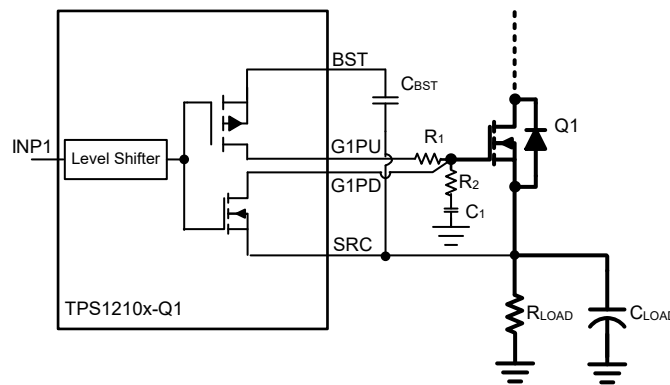 BST
CBST
Q1
INP1
Level Shifter
G1PU
R1
G1PD
R2
C1
SRC
TPS1210x-Q1
RLOAD
CLOAD